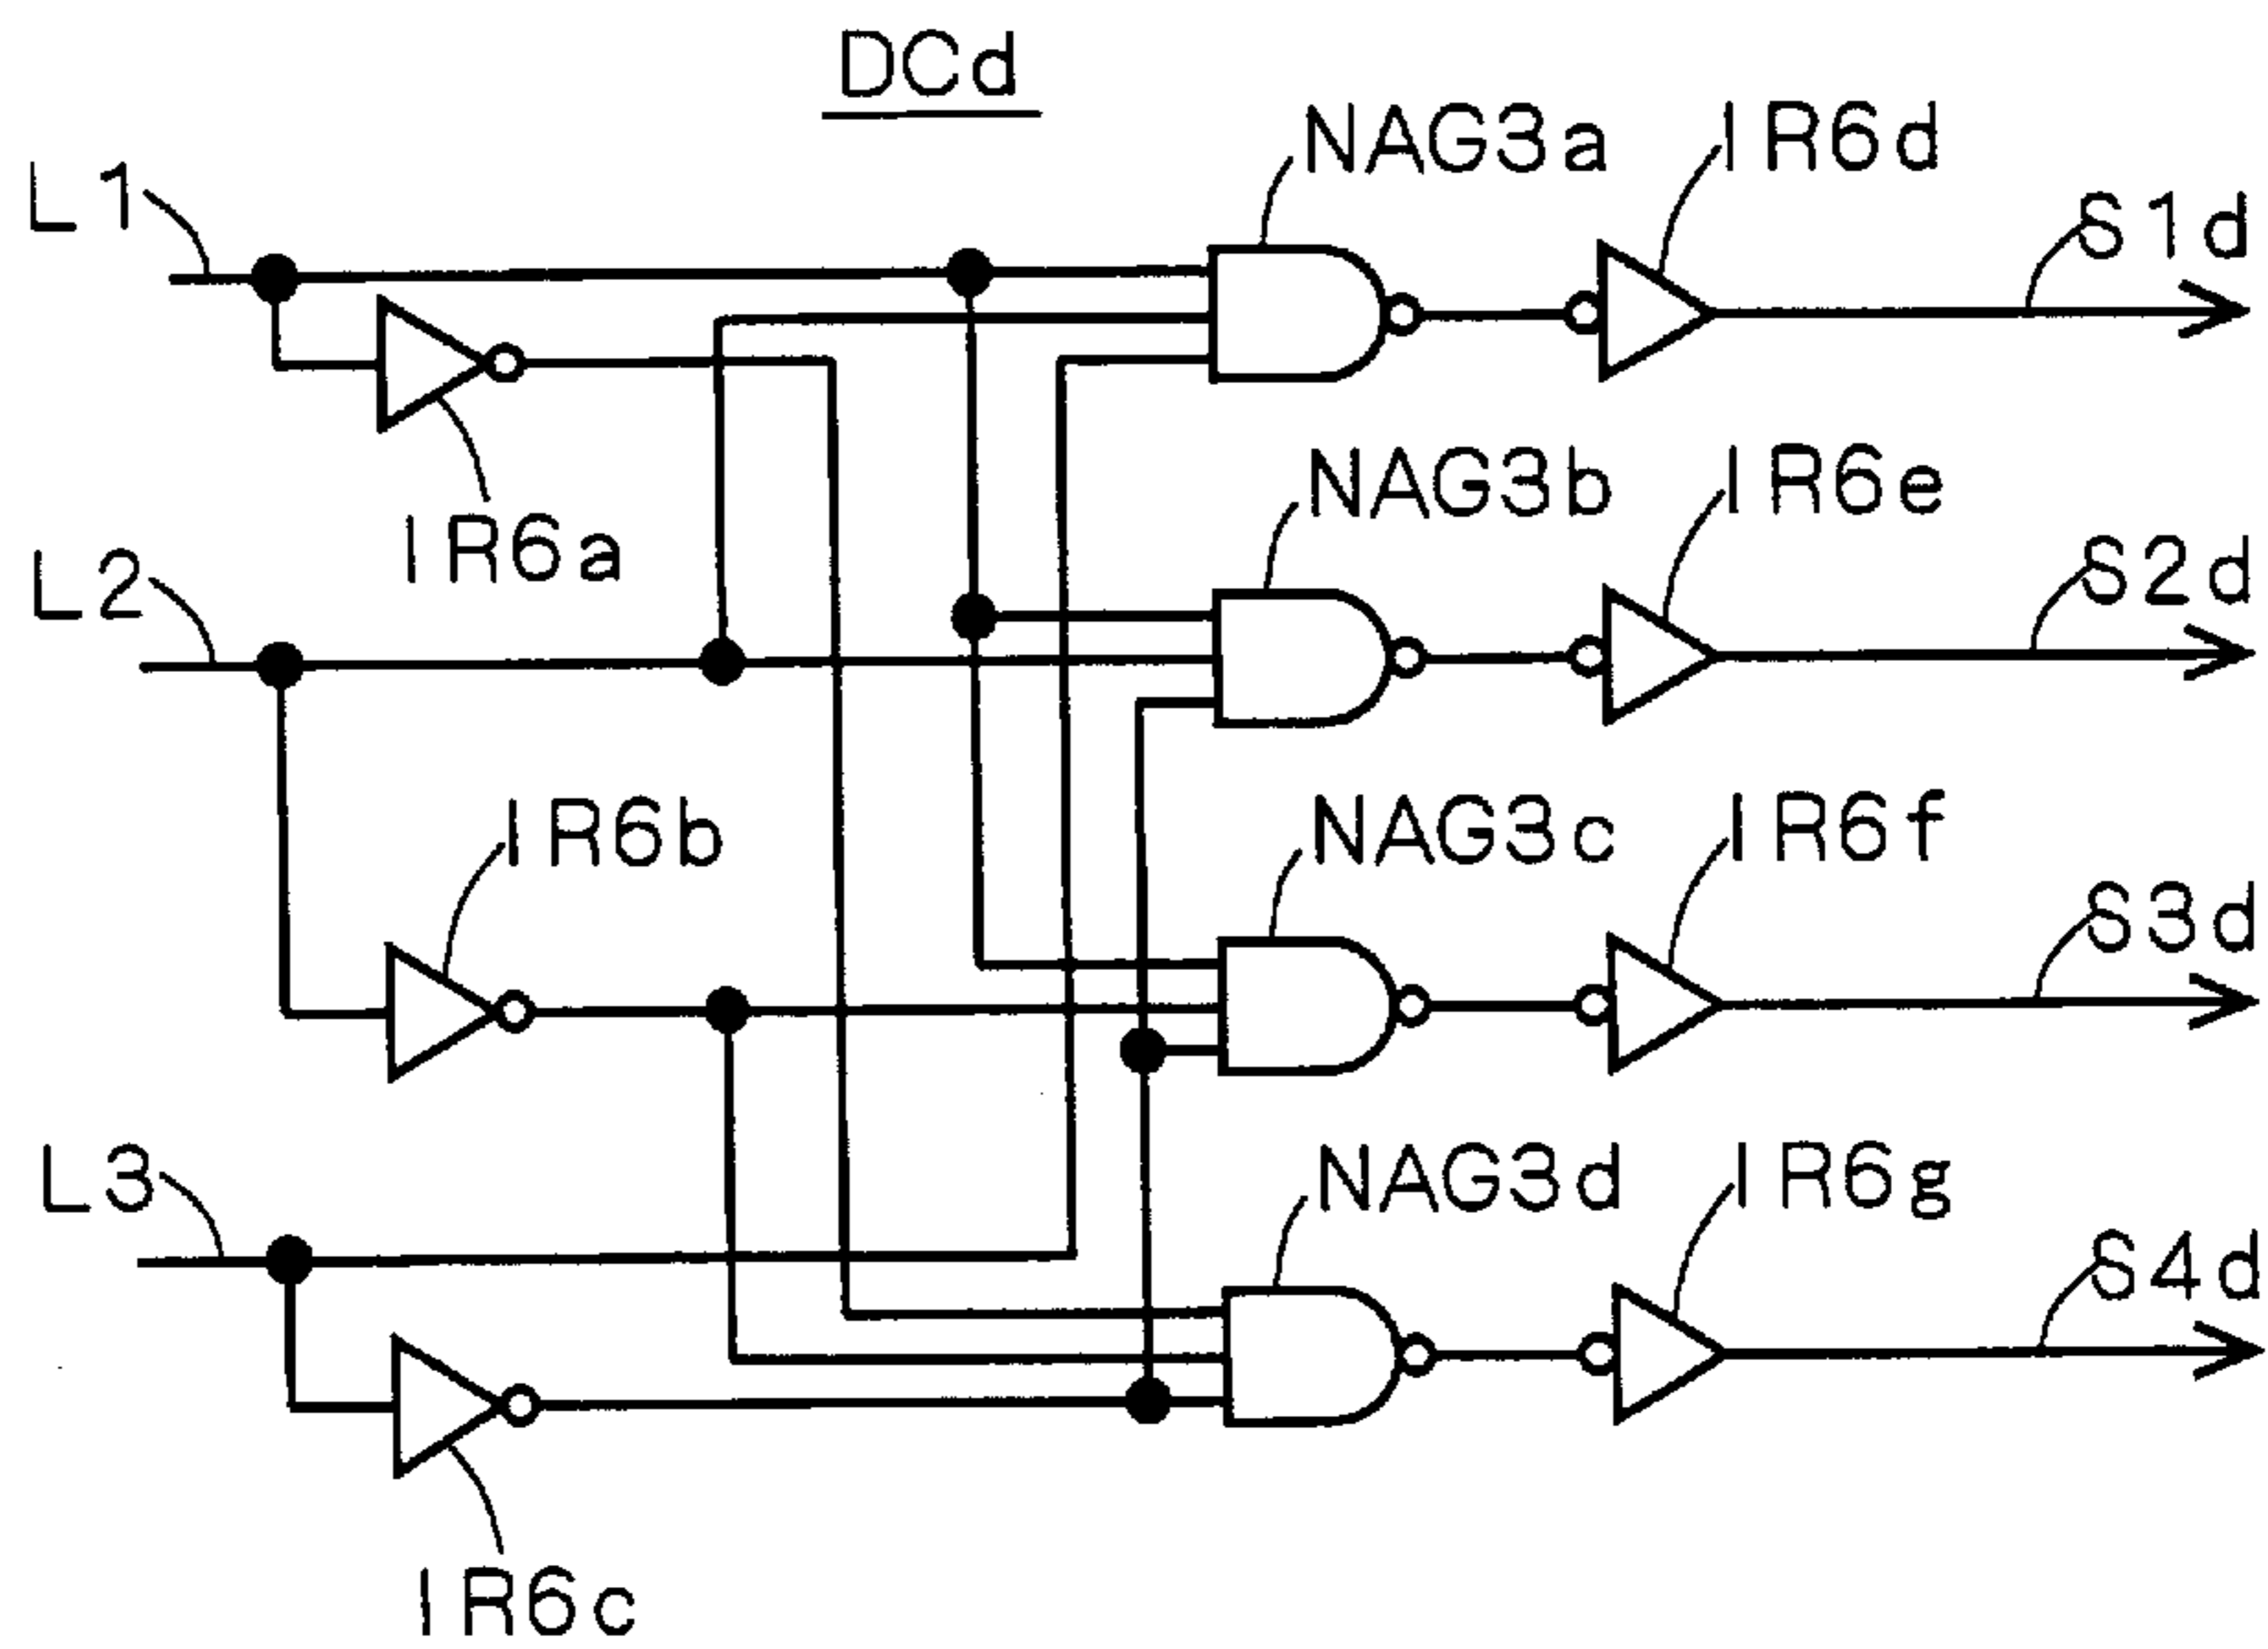 DCd
NAG3a
IR6d
L1
S1d
IR6a
NAG3b
IR6e
L2
S2d
IR6b
NAG3c
IR6f
S3d
L3
NAG3d
IR6g
S4d
IR6c